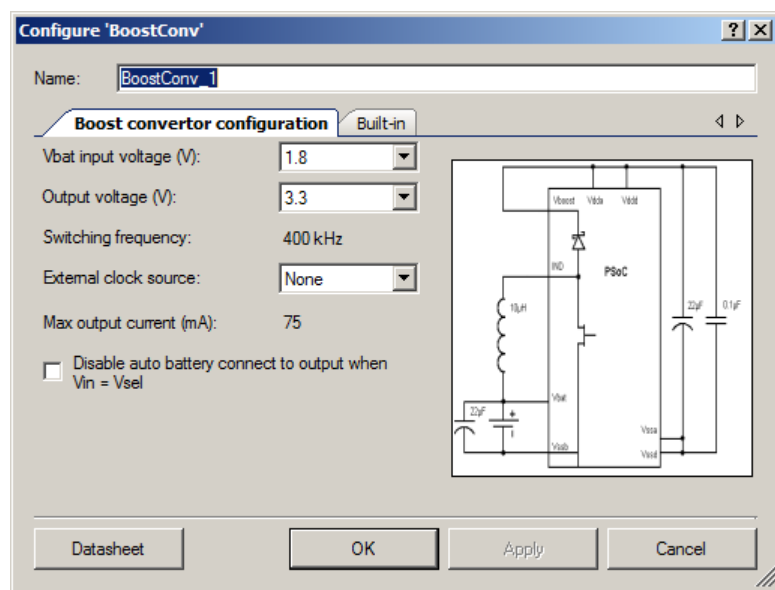 Configure 'BoostConv'
Name: BoostConv_1
Boost convertor configuration Built-in
Vbat input voltage (V): 1.8
Output voltage (V): 3.3
Switching frequency: 400 kHz
External clock source: None
Max output current (mA): 75
Disable auto battery connect to output when
Vin = Vsel
Vboost Vdda Vddd
IND PSoC
10µH
22µF 0.1µF
Vbat
22µF
Vssa
Vssb
Vssd
Datasheet OK Apply Cancel